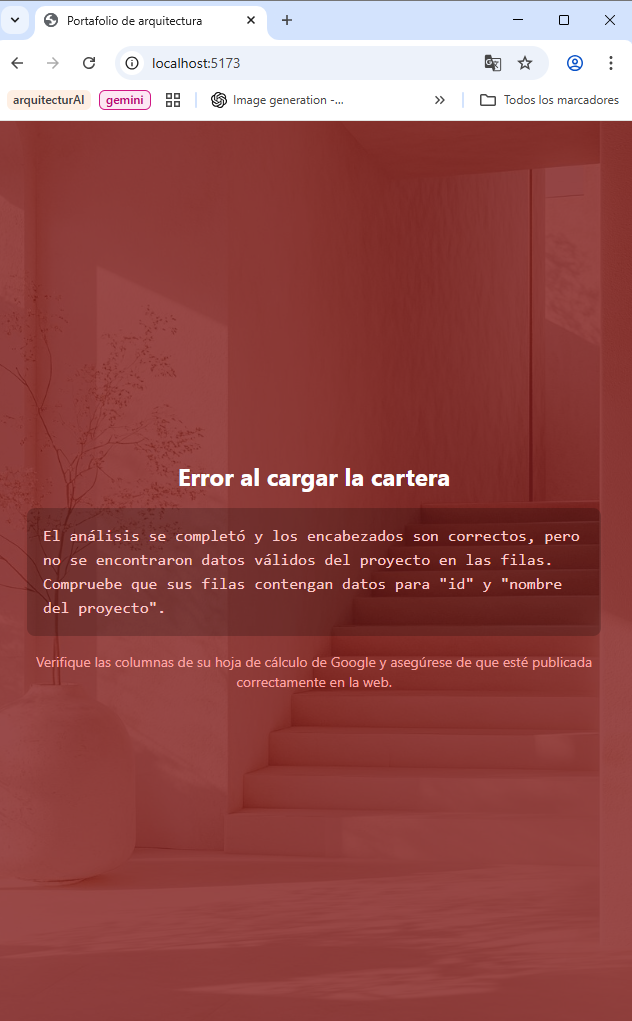 Portafolio de arquitectura
localhost:5173
arquitecturAI
gemini
Image generation -...
Todos los marcadores
Error al cargar la cartera
El análisis se completó y los encabezados son correctos, pero
no se encontraron datos válidos del proyecto en las filas.
Compruebe que sus filas contengan datos para "id" y "nombre
del proyecto".
Verifique las columnas de su hoja de cálculo de Google y asegúrese de que esté publicada
correctamente en la web.